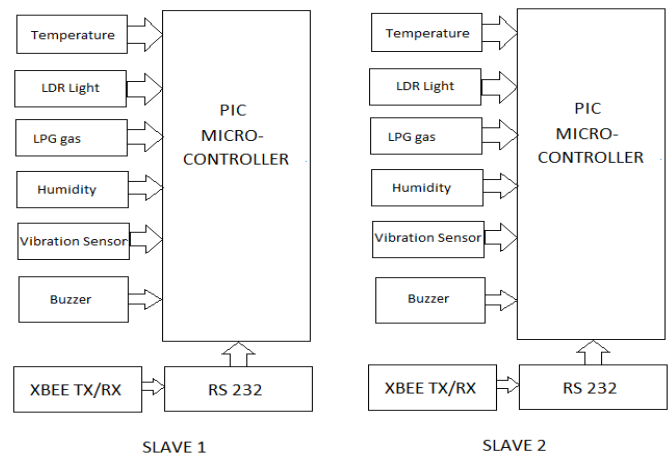 Temperature
LDR Light
LPG gas
Humidity
Vibration Sensor
Buzzer
PIC
MICRO-
CONTROLLER
XBEE TX/RX
RS 232
SLAVE 1
Temperature
LDR Light
LPG gas
Humidity
Vibration Sensor
Buzzer
PIC
MICRO-
CONTROLLER
XBEE TX/RX
RS 232
SLAVE 2